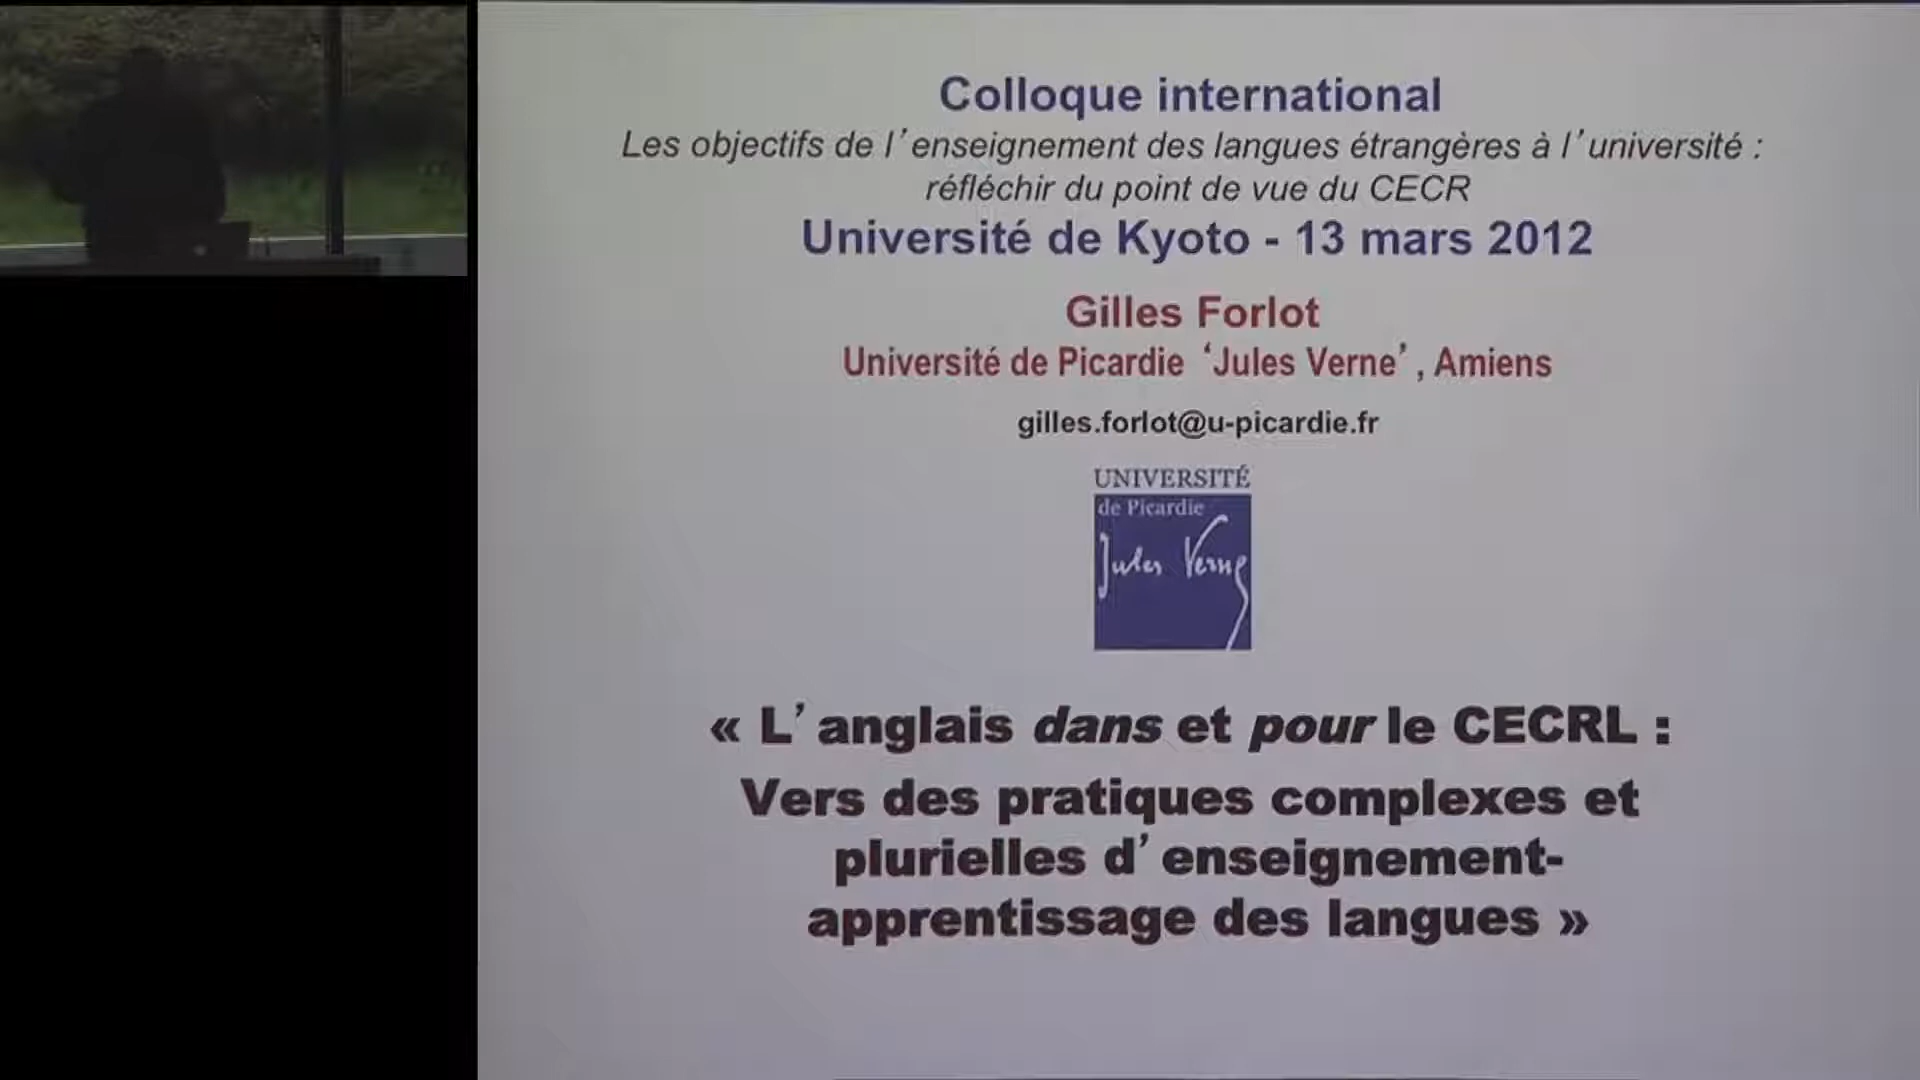 Colloque international
Les objectifs de l’enseignement des langues étrangères à l’université :
réfléchir du point de vue du CECR
Université de Kyoto - 13 mars 2012
Gilles Forlot
Université de Picardie ‘Jules Verne’, Amiens
gilles.forlot@u-picardie.fr
UNIVERSITÉ
de Picardie
Jules Verne
« L’anglais dans et pour le CECRL :
Vers des pratiques complexes et
plurielles d’enseignement-
apprentissage des langues »